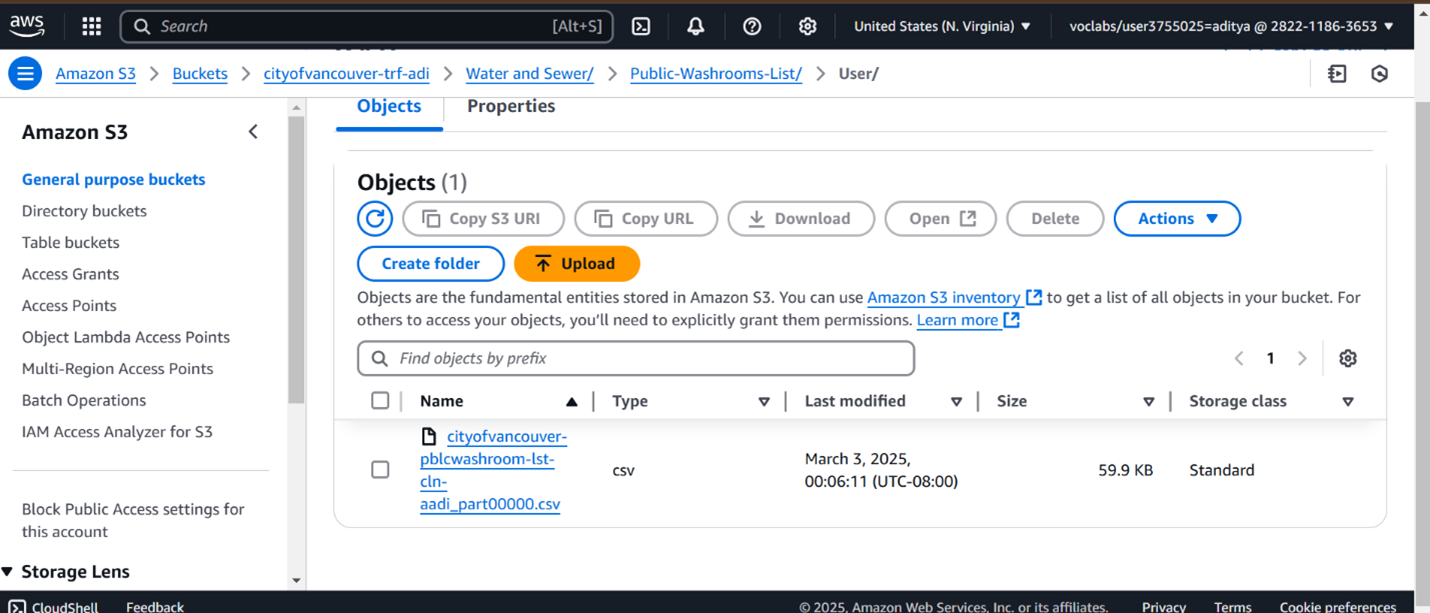 aws
Search
[Alt+S]
United States (N. Virginia)
voclabs/user3755025=aditya @ 2822-1186-3653
Amazon S3 > Buckets > cityofvancouver-trf-adi > Water and Sewer/ > Public-Washrooms-List/ > User/
Amazon S3
General purpose buckets
Directory buckets
Table buckets
Access Grants
Access Points
Object Lambda Access Points
Multi-Region Access Points
Batch Operations
IAM Access Analyzer for S3
Block Public Access settings for
this account
Storage Lens
Objects
Properties
Objects (1)
Copy S3 URI
Copy URL
Download
Open
Delete
Actions
Create folder
Upload
Objects are the fundamental entities stored in Amazon S3. You can use Amazon S3 inventory to get a list of all objects in your bucket. For
others to access your objects, you'll need to explicitly grant them permissions. Learn more
Find objects by prefix
1
Name
Type
Last modified
Size
Storage class
cityofvancouver-
pblcwashroom-lst-
cln-
aadi_part00000.csv
csv
March 3, 2025,
00:06:11 (UTC-08:00)
59.9 KB
Standard
CloudShell
Feedback
© 2025, Amazon Web Services, Inc. or its affiliates.
Privacy
Terms
Cookie preferences